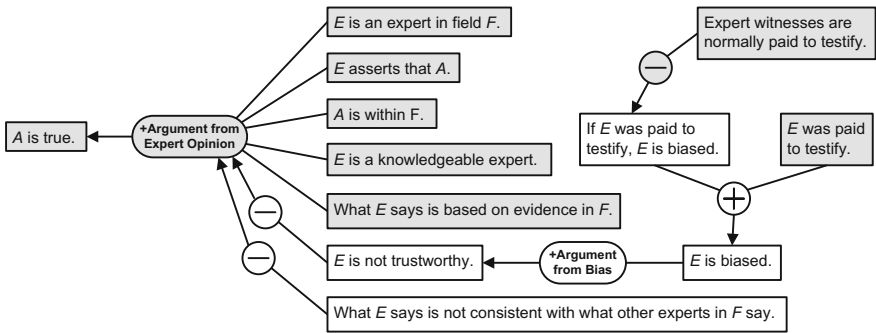 E is an expert in field F.
E asserts that A.
A is true.
+Argument from
Expert Opinion
A is within F.
E is a knowledgeable expert.
What E says is based on evidence in F.
E is not trustworthy.
What E says is not consistent with what other experts in F say.
+Argument
from Bias
E is biased.
Expert witnesses are
normally paid to testify.
If E was paid to
testify, E is biased.
E was paid
to testify.
−
+
−
−